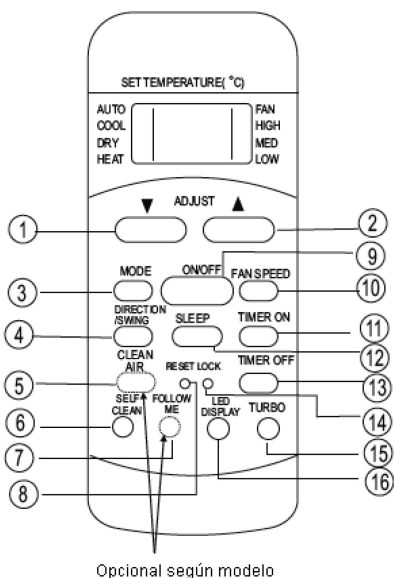 SET TEMPERATURE(°C)
AUTO
COOL
DRY
HEAT
FAN
HIGH
MED
LOW
▼ ADJUST ▲
1
2
MODE
ON/OFF
FAN SPEED
9
3
10
DIRECTION
/SWING
SLEEP
TIMER ON
4
11
12
CLEAN
AIR
RESET LOCK
TIMER OFF
5
13
SELF
CLEAN
FOLLOW
ME
LED
DISPLAY
TURBO
6
14
7
15
8
16
Opcional según modelo